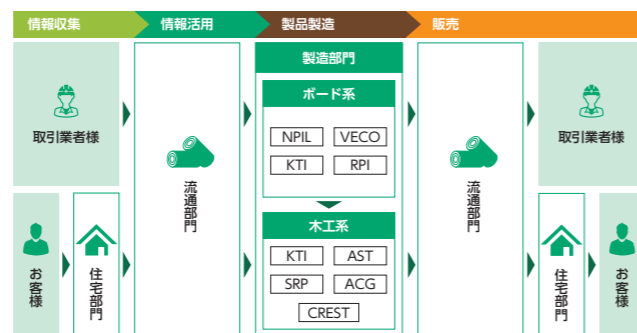 情報収集
情報活用
製品製造
販売
取引業者様
お客様
住宅部門
流通部門
製造部門
ボード系
NPIL
VECO
KTI
RPI
木工系
KTI
AST
SRP
ACG
CREST
流通部門
取引業者様
住宅部門
お客様